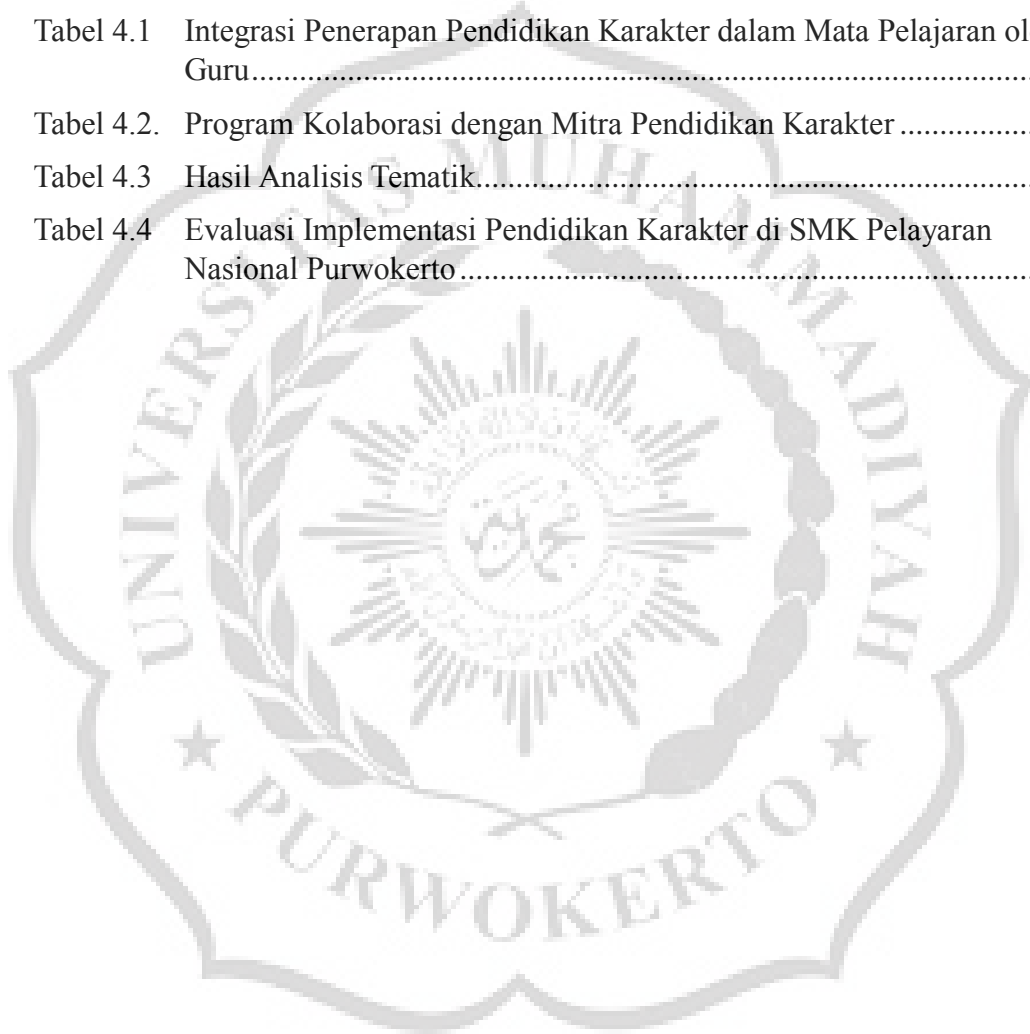 Tabel 4.1 Integrasi Penerapan Pendidikan Karakter dalam Mata Pelajaran ol
Guru........................................................................................................
Tabel 4.2. Program Kolaborasi dengan Mitra Pendidikan Karakter..................
Tabel 4.3 Hasil Analisis Tematik.......................................................................
Tabel 4.4 Evaluasi Implementasi Pendidikan Karakter di SMK Pelayaran
Nasional Purwokerto.........................................................................
UNIVERSITAS MUHAMMADIYAH
PURWOKERTO